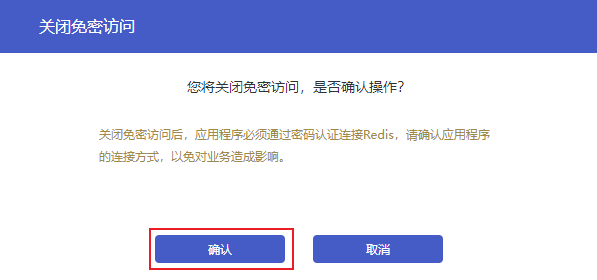 关闭免密访问
您将关闭免密访问，是否确认操作？
关闭免密访问后，应用程序必须通过密码认证连接Redis，请确认应用程序
的连接方式，以免对业务造成影响。
确认
取消